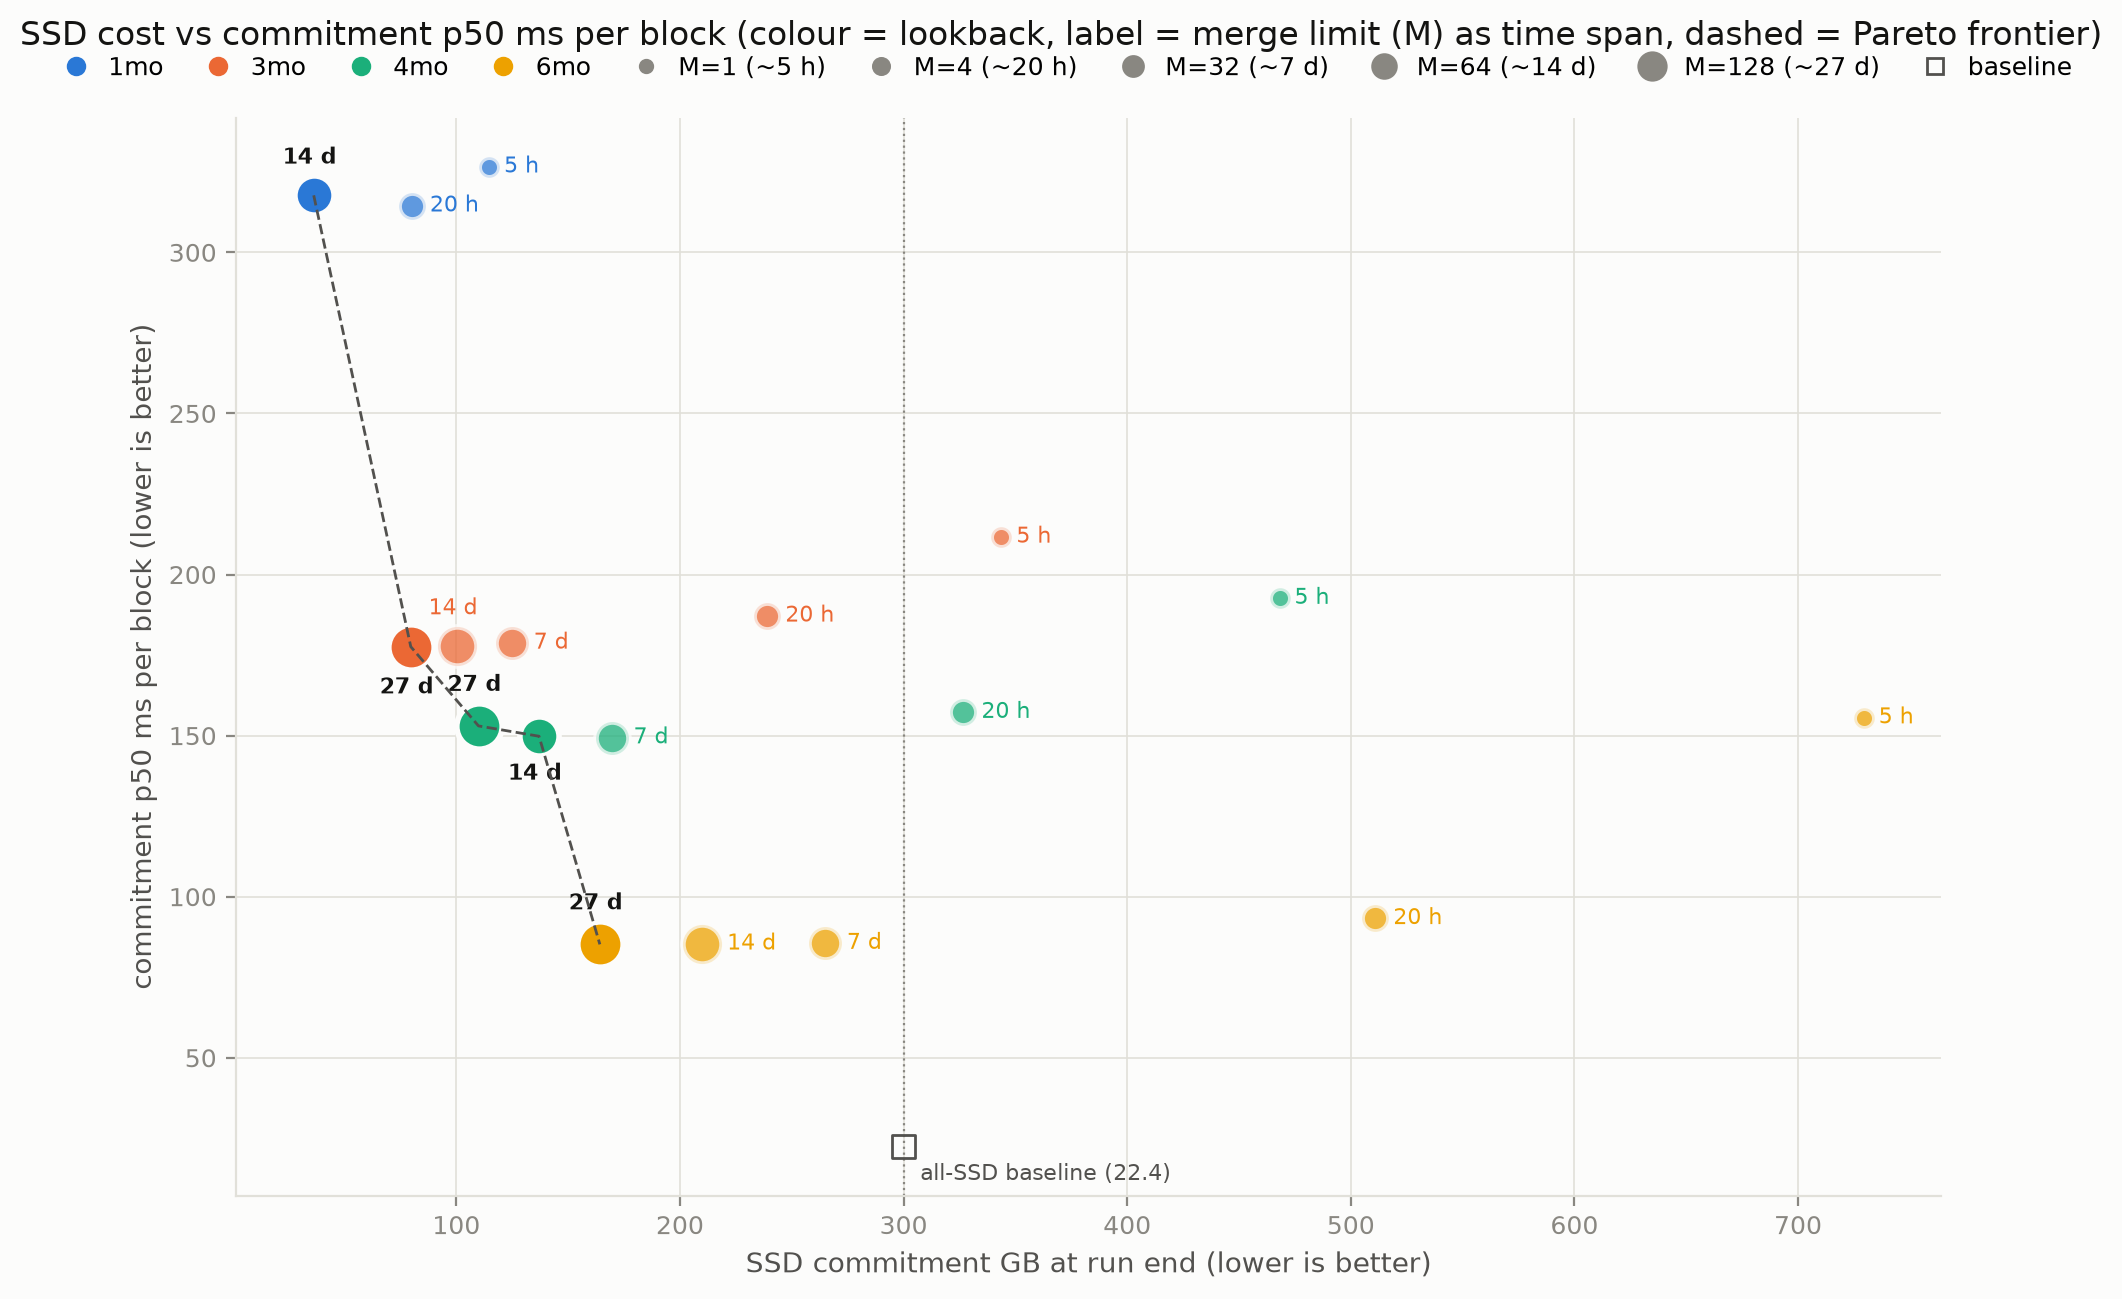 SSD cost vs commitment p50 ms per block (colour = lookback, label = merge limit (M) as time span, dashed = Pareto frontier)
1mo 3mo 4mo 6mo M=1 (~5 h) M=4 (~20 h) M=32 (~7 d) M=64 (~14 d) M=128 (~27 d) baseline
14 d
5 h
20 h
300
250
5 h
200
5 h
14 d
20 h
7 d
27 d
27 d
20 h
5 h
150
7 d
14 d
100
27 d
20 h
14 d
7 d
50
all-SSD baseline (22.4)
commitment p50 ms per block (lower is better)
100 200 300 400 500 600 700
SSD commitment GB at run end (lower is better)